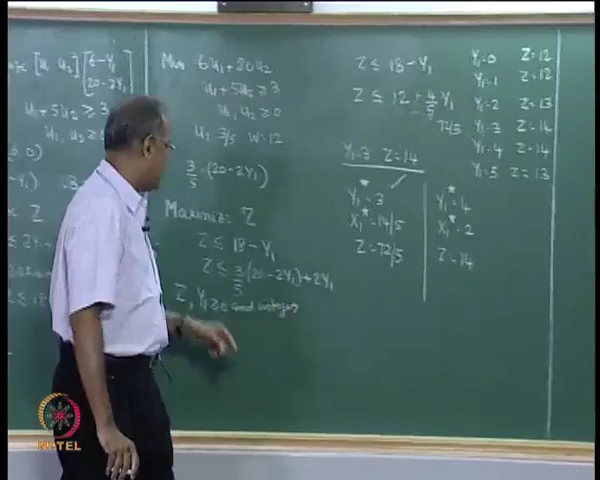 [u₁ u₂] [6-Y₁
20-2Y₁]
u₁+5u₂ ≥ 3
u₁, u₂ ≥
Min 6u₁+20u₂
u₁+5u₂ ≥ 3
u₁, u₂ ≥ 0
u₂ 3/5 W=12
3/5 (20-2Y₁)
Maximize Z
Z ≤ 18-Y₁
Z ≤ 3/5 (20-2Y₁)+2Y₁
Z, Y₁ ≥ 0 and integer
Z ≤ 18-Y₁
Z ≤ 12 + 4/5 Y₁
72/5
Y₁=3 Z=14
Y₁*=3
X₁*=14/5
Z=72/5
Y₁*=4
X₁*=2
Z=14
Y₁=0 Z=12
Y₁=1 Z=12
Y₁=2 Z=13
Y₁=3 Z=14
Y₁=4 Z=14
Y₁=5 Z=13
NPTEL